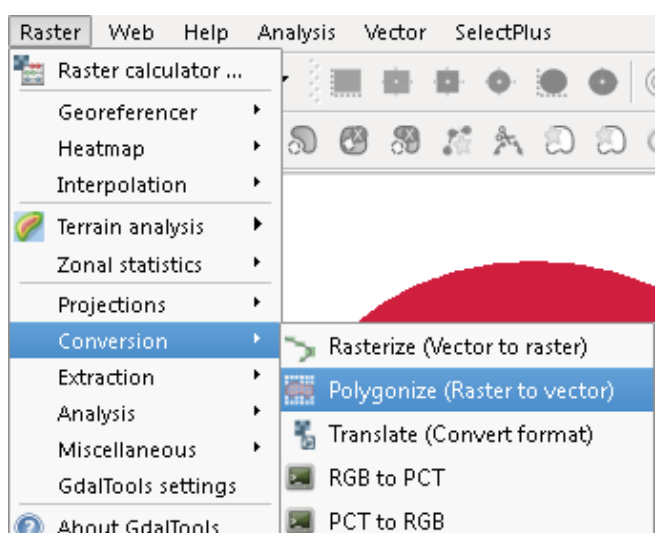 Raster Web Help Analysis Vector SelectPlus
Raster calculator ...
Georeferencer
Heatmap
Interpolation
Terrain analysis
Zonal statistics
Projections
Conversion
Rasterize (Vector to raster)
Extraction
Polygonize (Raster to vector)
Analysis
Translate (Convert format)
Miscellaneous
RGB to PCT
GdalTools settings
PCT to RGB
About GdalTools